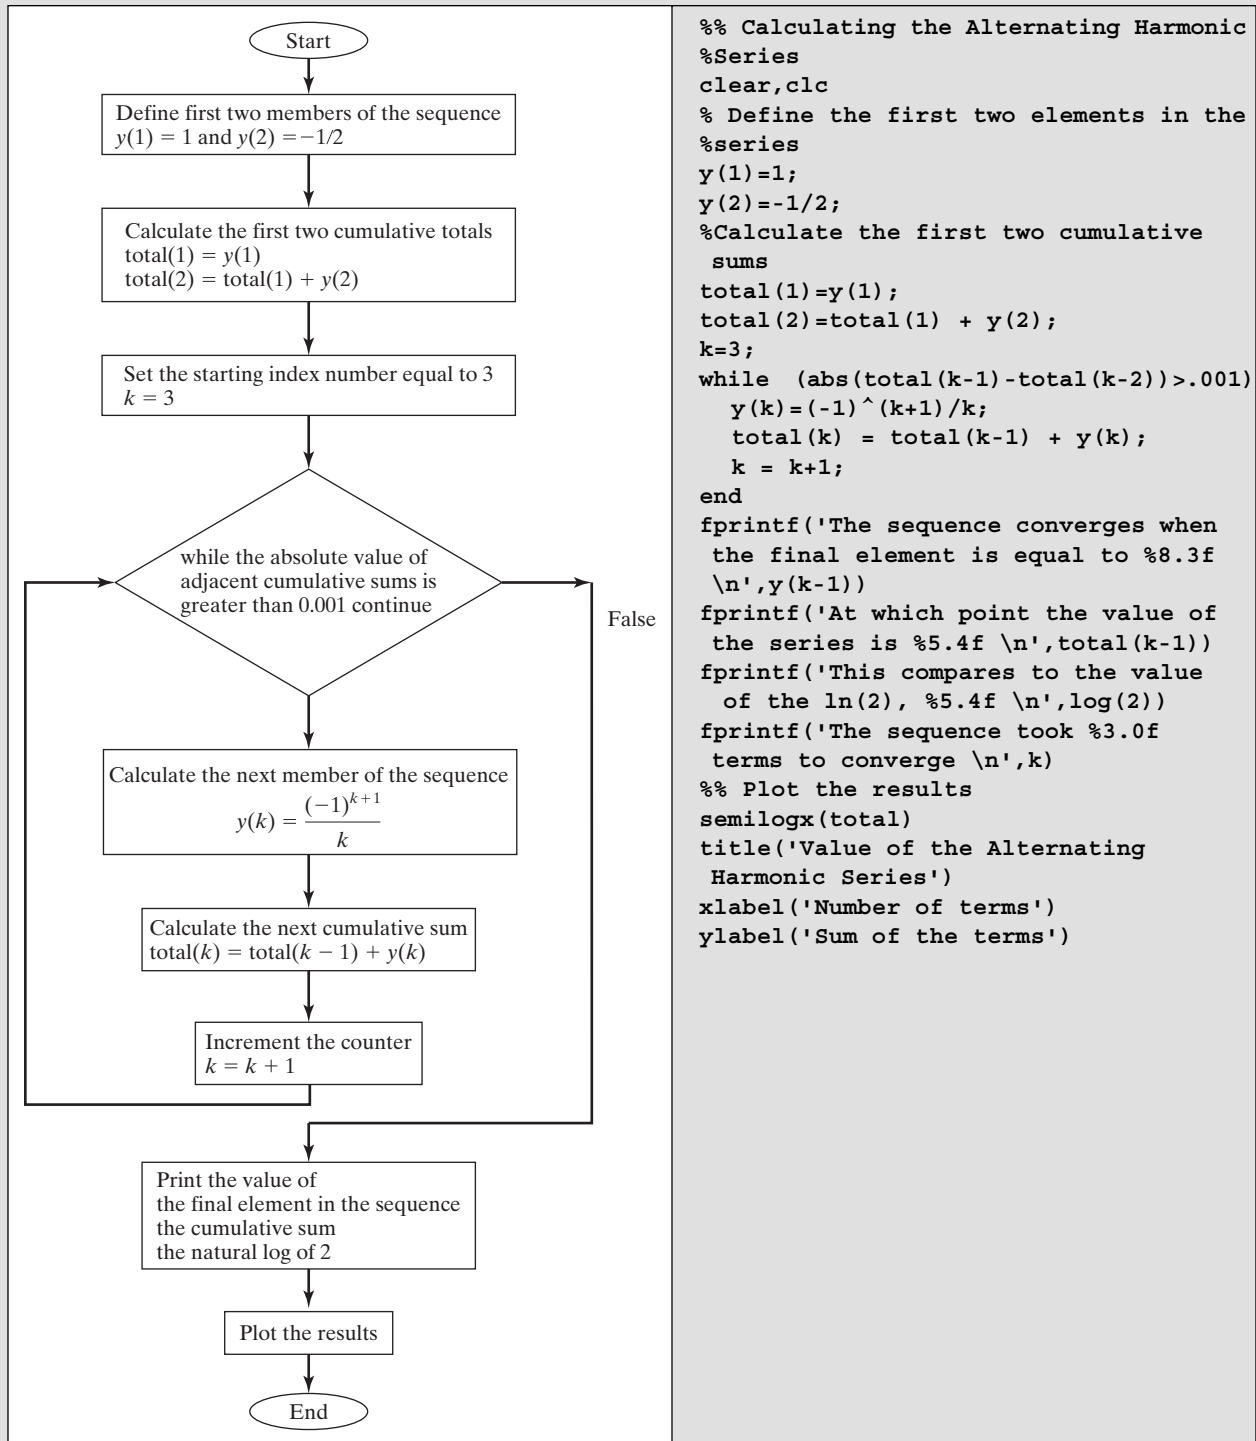 Start
Define first two members of the sequence
y(1) = 1 and y(2) = −1/2
Calculate the first two cumulative totals
total(1) = y(1)
total(2) = total(1) + y(2)
Set the starting index number equal to 3
k = 3
while the absolute value of
adjacent cumulative sums is
greater than 0.001 continue
False
Calculate the next member of the sequence
y(k) = (−1)^{k+1} / k
Calculate the next cumulative sum
total(k) = total(k − 1) + y(k)
Increment the counter
k = k + 1
Print the value of
the final element in the sequence
the cumulative sum
the natural log of 2
Plot the results
End
%% Calculating the Alternating Harmonic
%Series
clear,clc
% Define the first two elements in the
%series
y(1)=1;
y(2)=-1/2;
%Calculate the first two cumulative
sums
total(1)=y(1);
total(2)=total(1) + y(2);
k=3;
while (abs(total(k-1)-total(k-2))>.001)
y(k)=(-1)^(k+1)/k;
total(k) = total(k-1) + y(k);
k = k+1;
end
fprintf('The sequence converges when
the final element is equal to %8.3f
\n',y(k-1))
fprintf('At which point the value of
the series is %5.4f \n',total(k-1))
fprintf('This compares to the value
of the ln(2), %5.4f \n',log(2))
fprintf('The sequence took %3.0f
terms to converge \n',k)
%% Plot the results
semilogx(total)
title('Value of the Alternating
Harmonic Series')
xlabel('Number of terms')
ylabel('Sum of the terms')